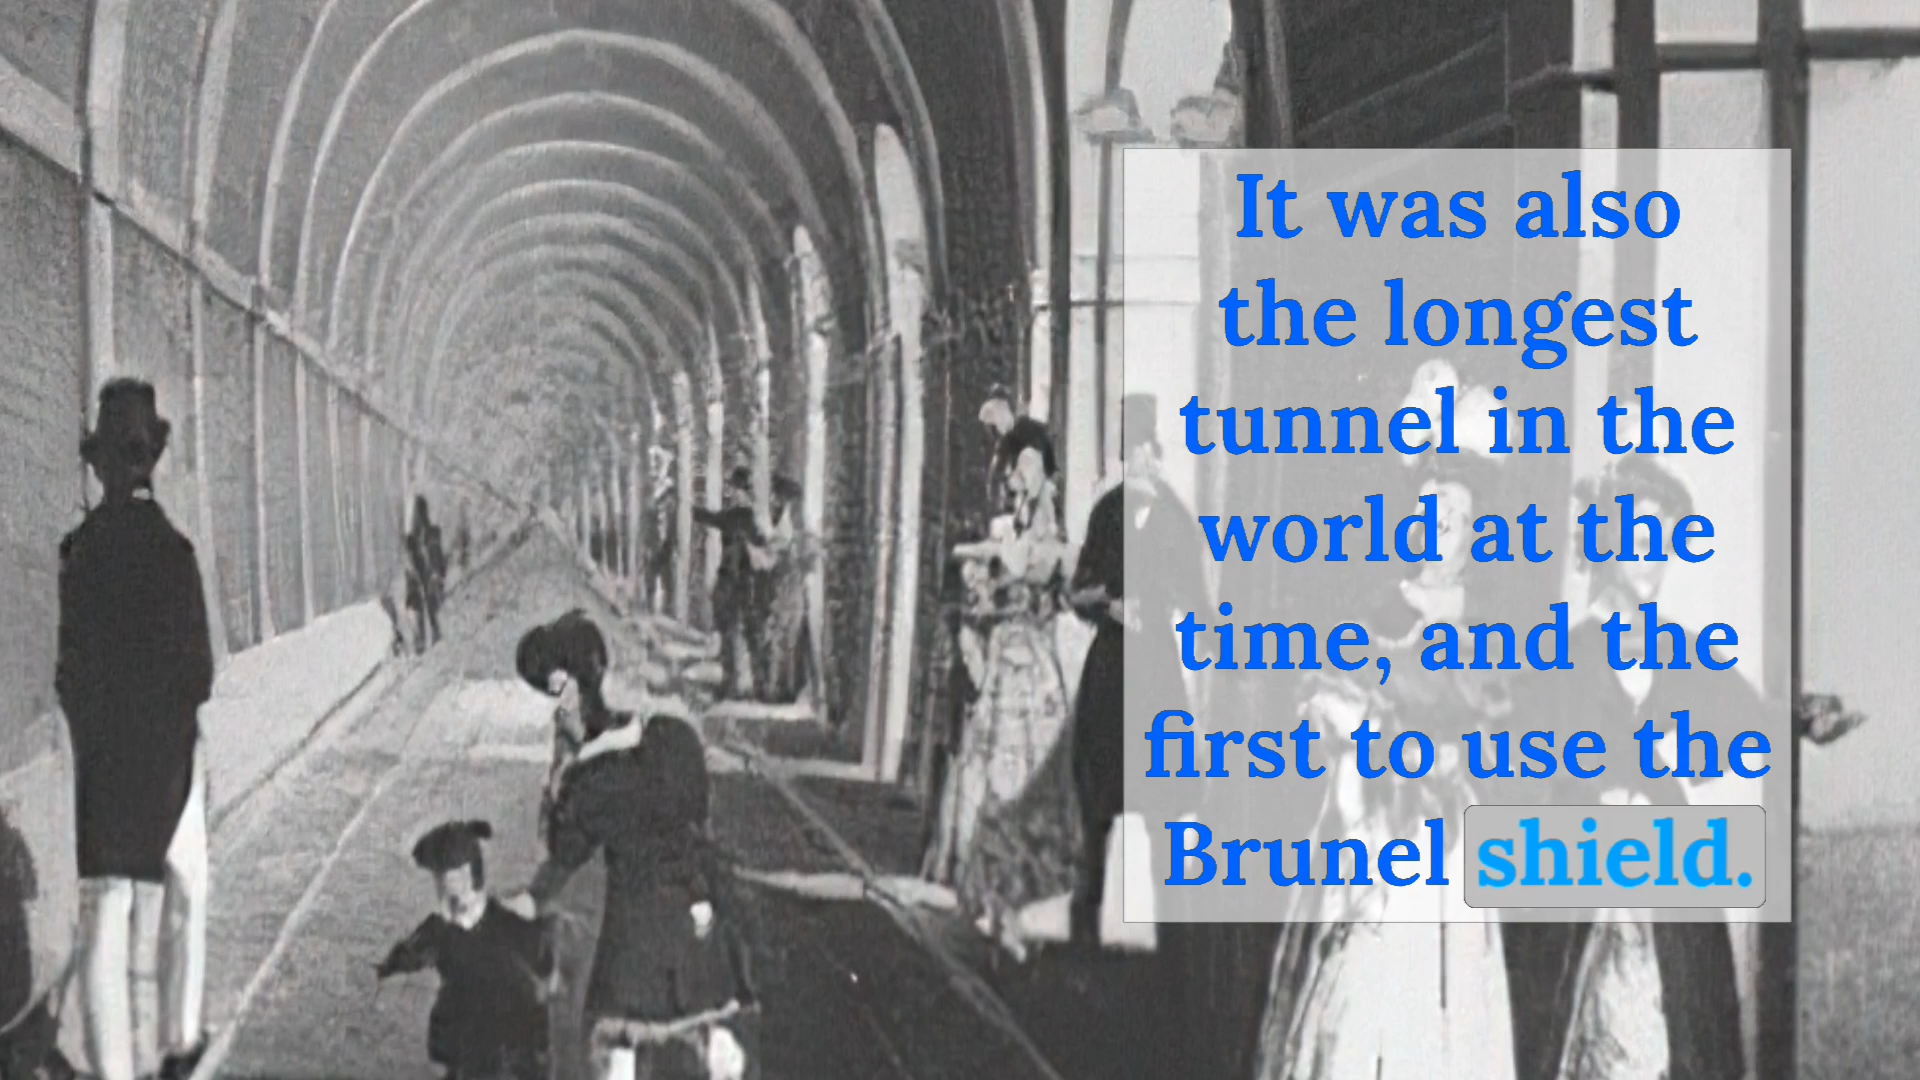 It was also
the longest
tunnel in the
world at the
time, and the
first to use the
Brunel shield.